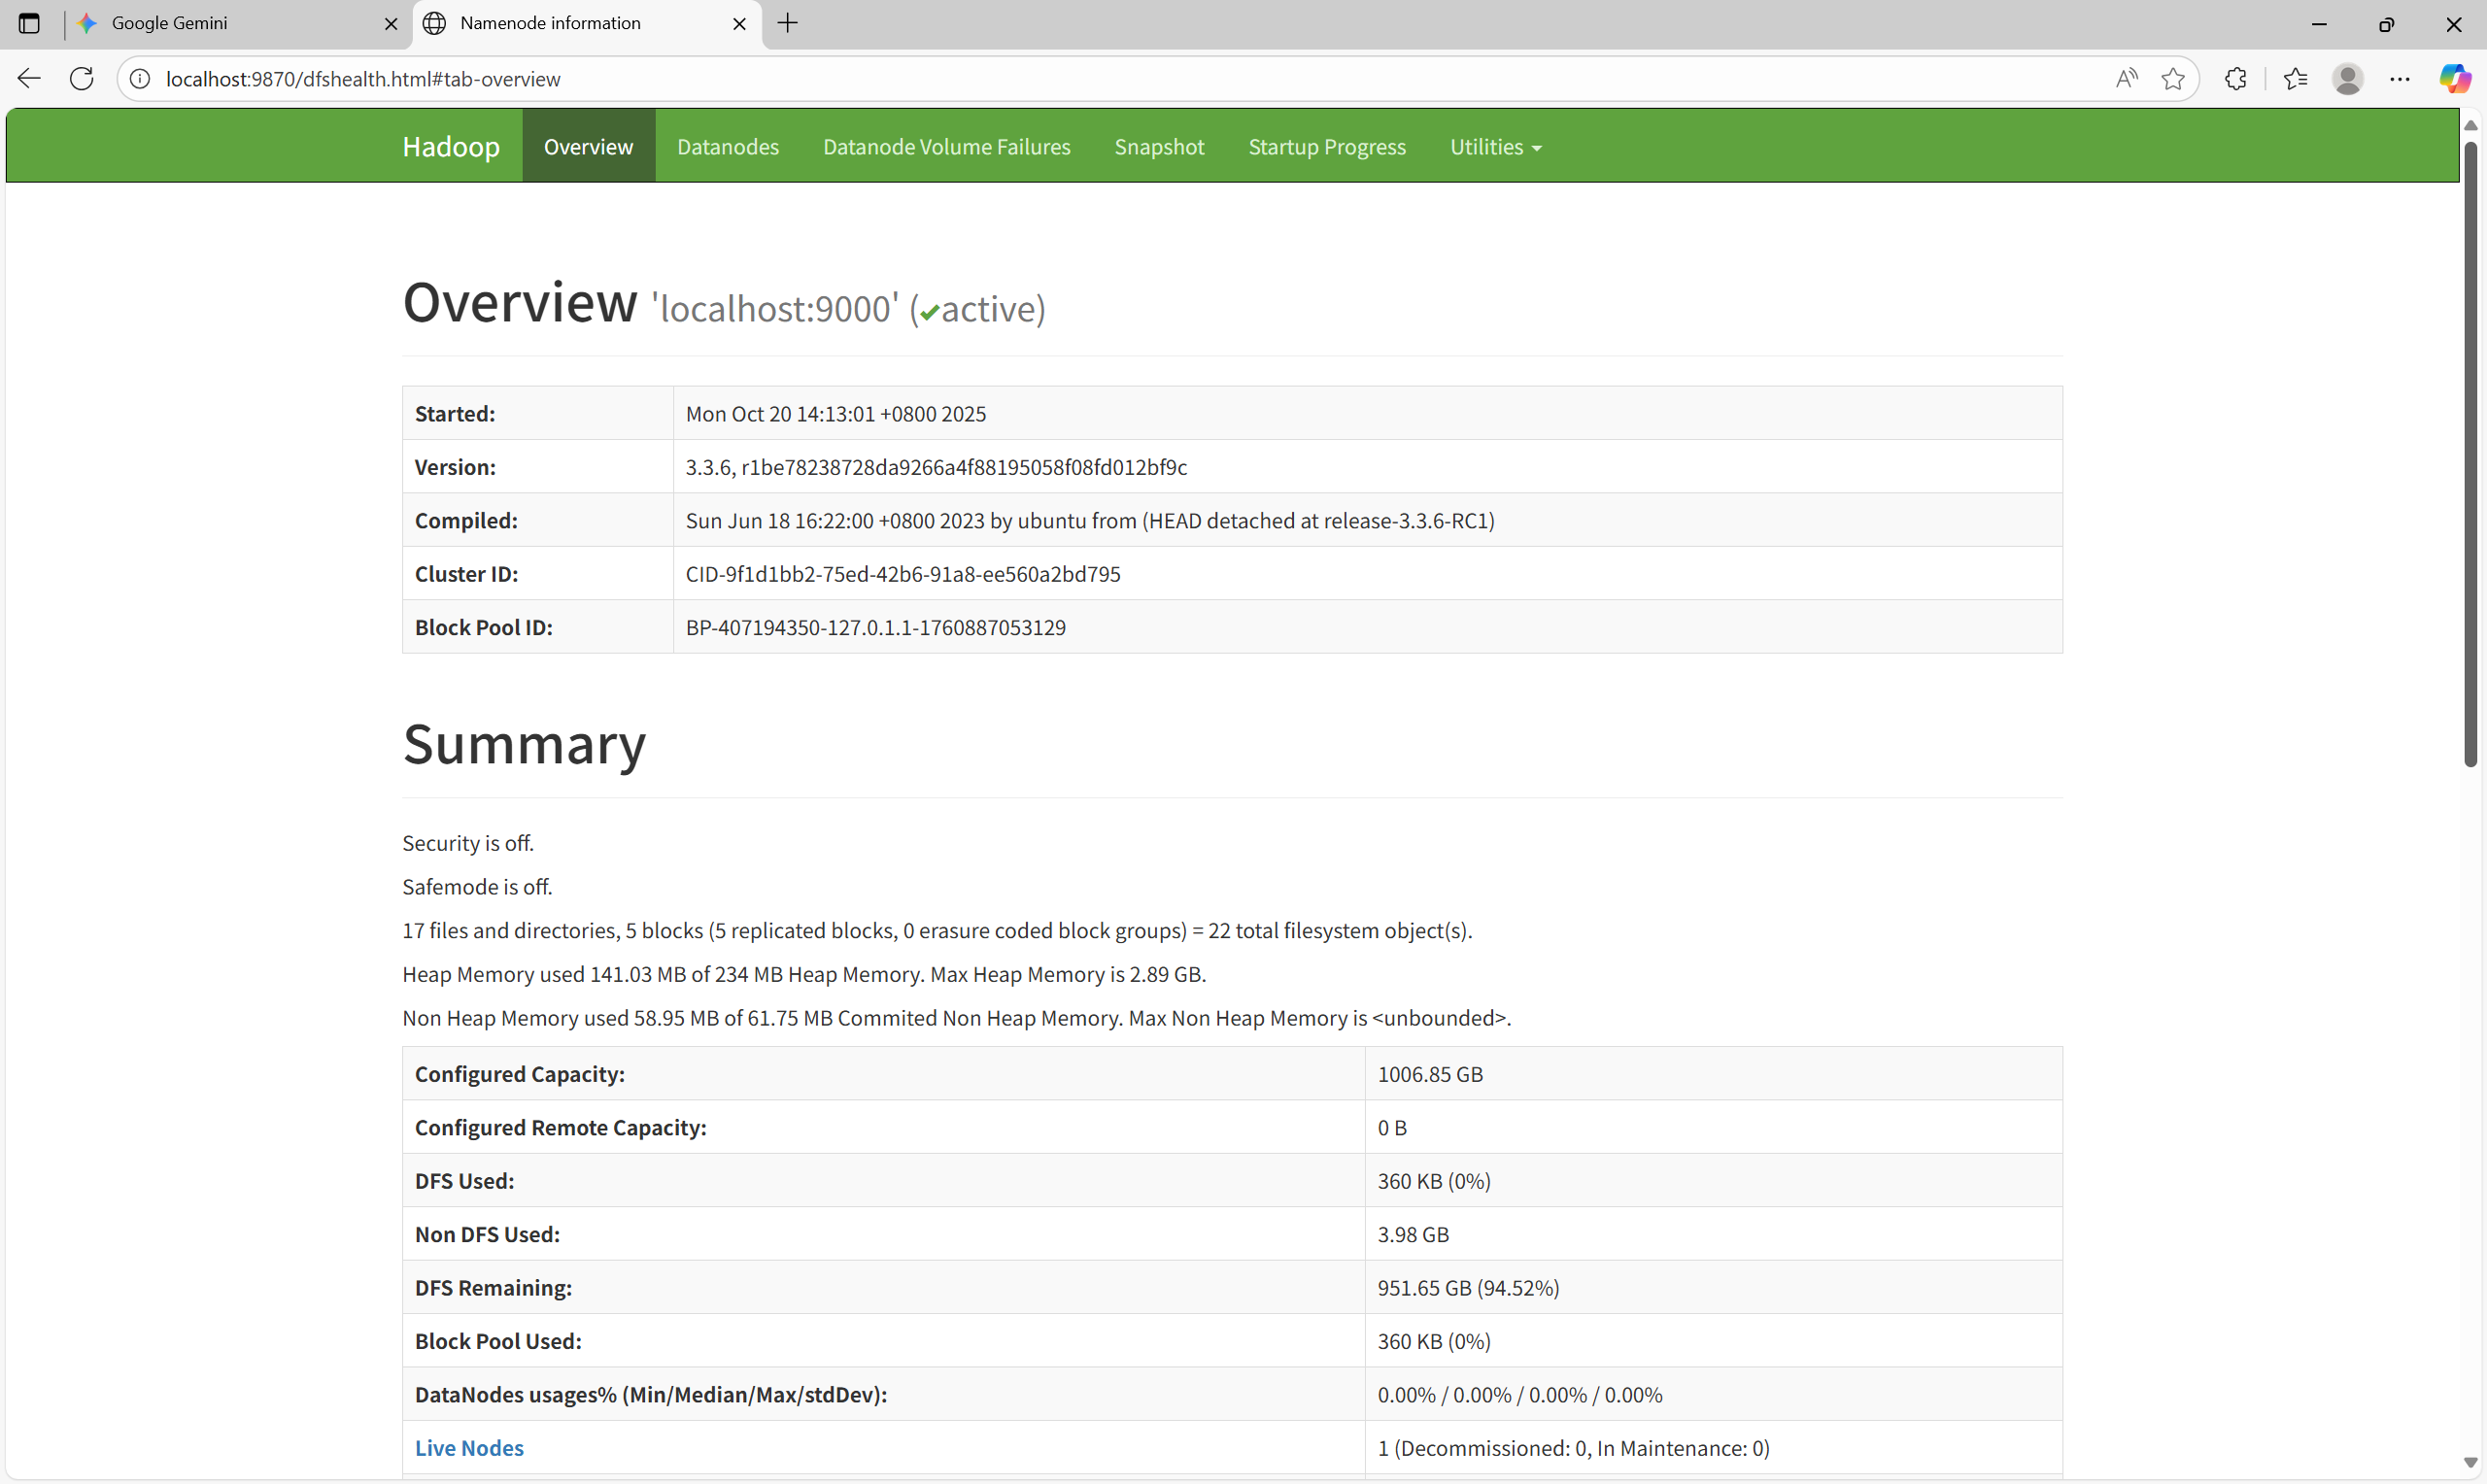 Google Gemini
Namenode information
localhost:9870/dfshealth.html#tab-overview
Hadoop Overview Datanodes Datanode Volume Failures Snapshot Startup Progress Utilities
Overview 'localhost:9000' (✔active)
Started: Mon Oct 20 14:13:01 +0800 2025
Version: 3.3.6, r1be78238728da9266a4f88195058f08fd012bf9c
Compiled: Sun Jun 18 16:22:00 +0800 2023 by ubuntu from (HEAD detached at release-3.3.6-RC1)
Cluster ID: CID-9f1d1bb2-75ed-42b6-91a8-ee560a2bd795
Block Pool ID: BP-407194350-127.0.1.1-1760887053129
Summary
Security is off.
Safemode is off.
17 files and directories, 5 blocks (5 replicated blocks, 0 erasure coded block groups) = 22 total filesystem object(s).
Heap Memory used 141.03 MB of 234 MB Heap Memory. Max Heap Memory is 2.89 GB.
Non Heap Memory used 58.95 MB of 61.75 MB Commited Non Heap Memory. Max Non Heap Memory is <unbounded>.
Configured Capacity: 1006.85 GB
Configured Remote Capacity: 0 B
DFS Used: 360 KB (0%)
Non DFS Used: 3.98 GB
DFS Remaining: 951.65 GB (94.52%)
Block Pool Used: 360 KB (0%)
DataNodes usages% (Min/Median/Max/stdDev): 0.00% / 0.00% / 0.00% / 0.00%
Live Nodes 1 (Decommissioned: 0, In Maintenance: 0)